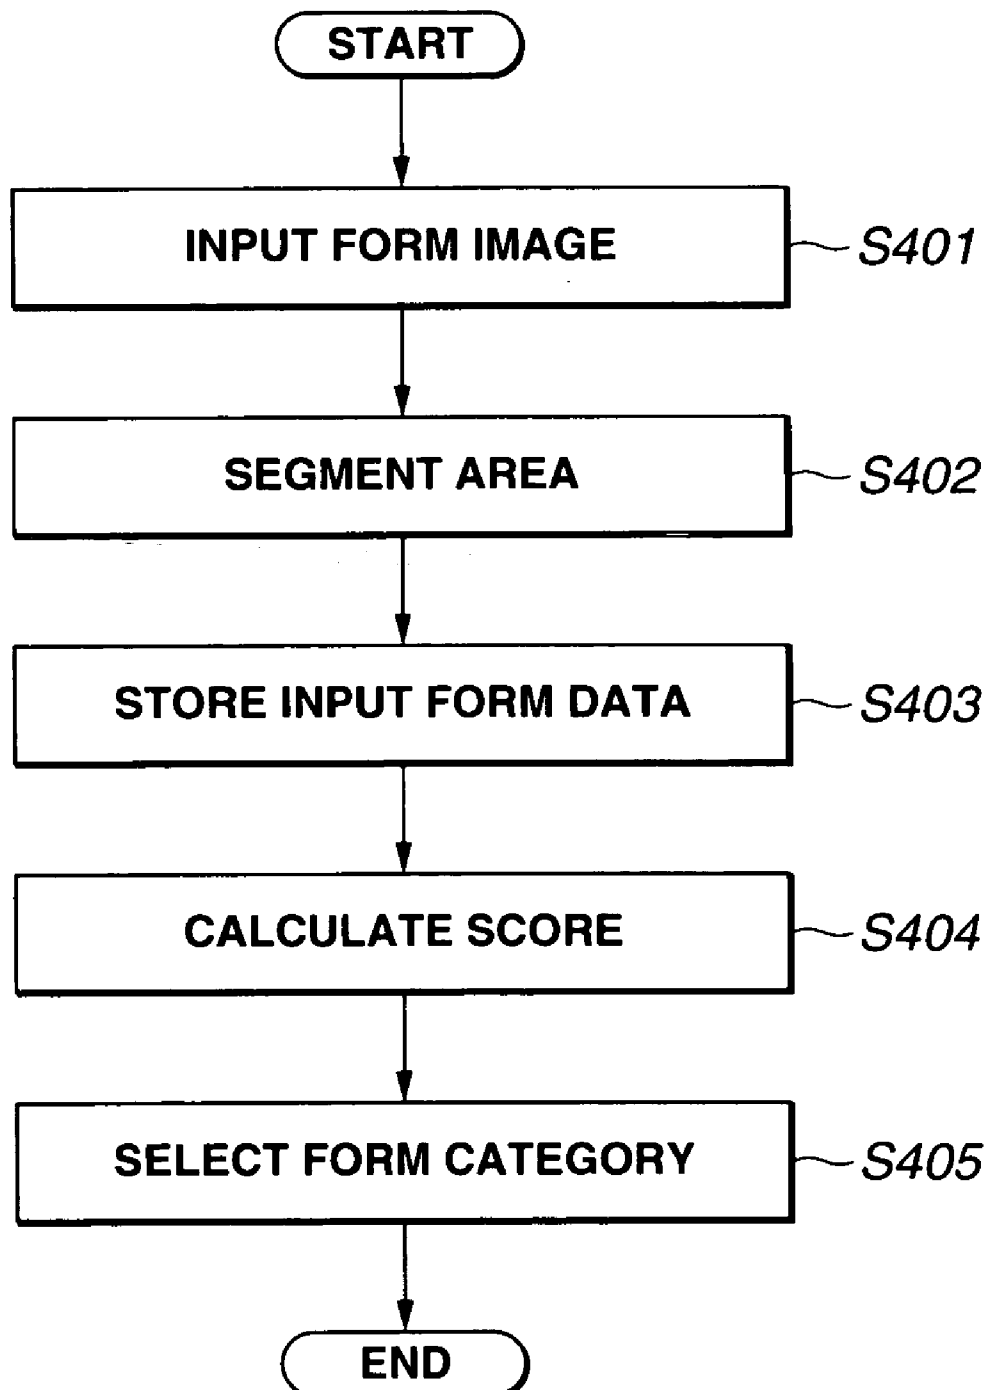 START
INPUT FORM IMAGE
S401
SEGMENT AREA
S402
STORE INPUT FORM DATA
S403
CALCULATE SCORE
S404
SELECT FORM CATEGORY
S405
END